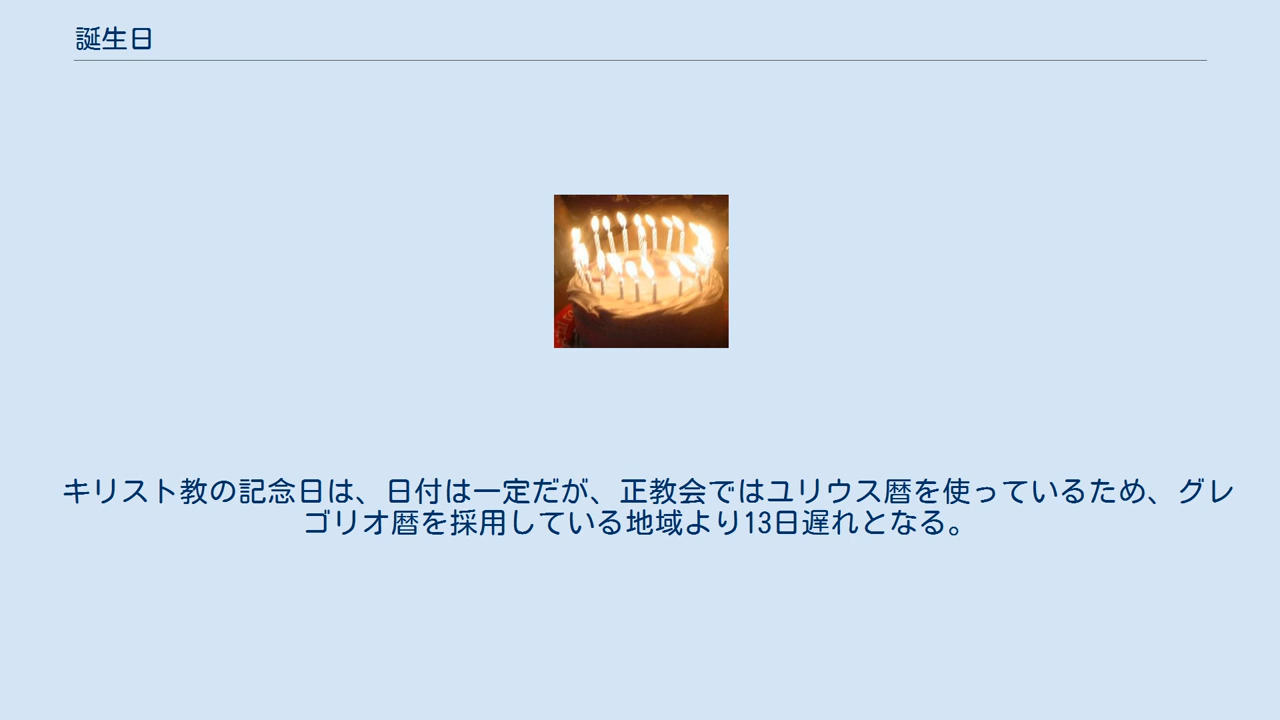 誕生日
キリスト教の記念日は、日付は一定だが、正教会ではユリウス暦を使っているため、グレ
ゴリオ暦を採用している地域より13日遅れとなる。